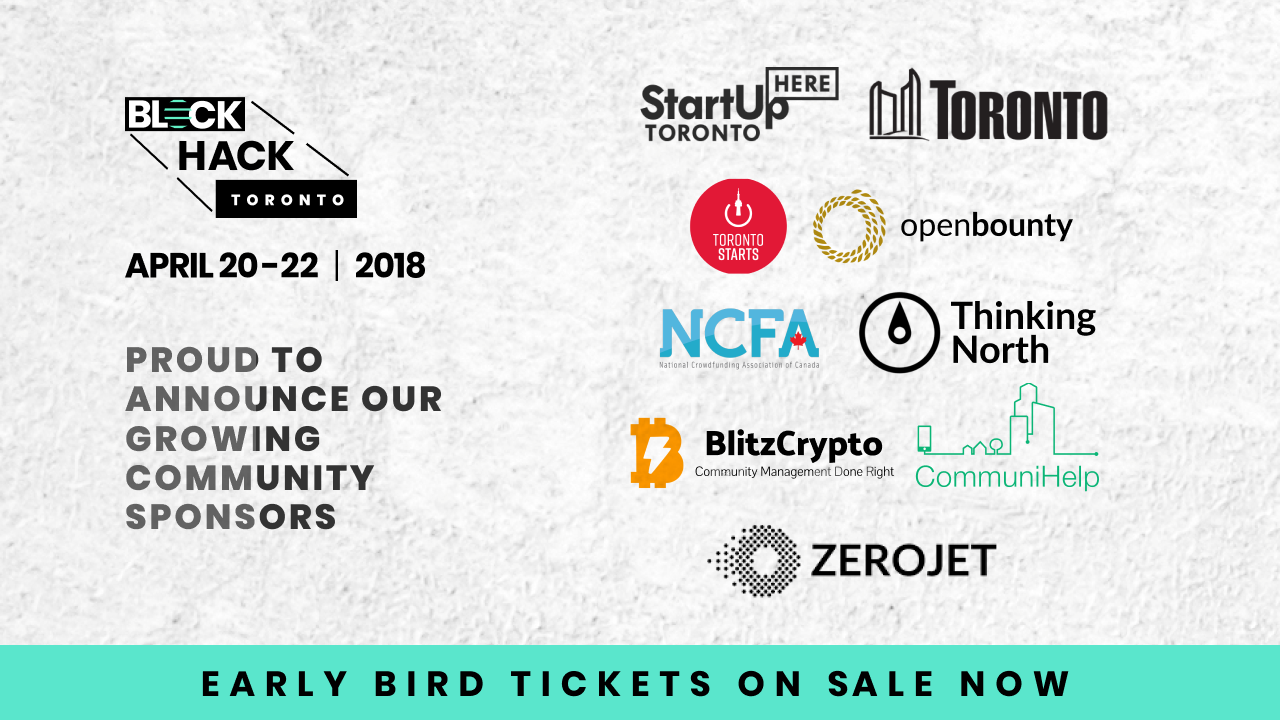 BLOCK
HACK
TORONTO
APRIL 20-22 | 2018
PROUD TO
ANNOUNCE OUR
GROWING
COMMUNITY
SPONSORS
StartUp HERE
TORONTO
TORONTO
TORONTO
STARTS
openbounty
NCFA
National Crowdfunding Association of Canada
Thinking
North
BlitzCrypto
Community Management Done Right
CommuniHelp
ZEROJET
EARLY BIRD TICKETS ON SALE NOW